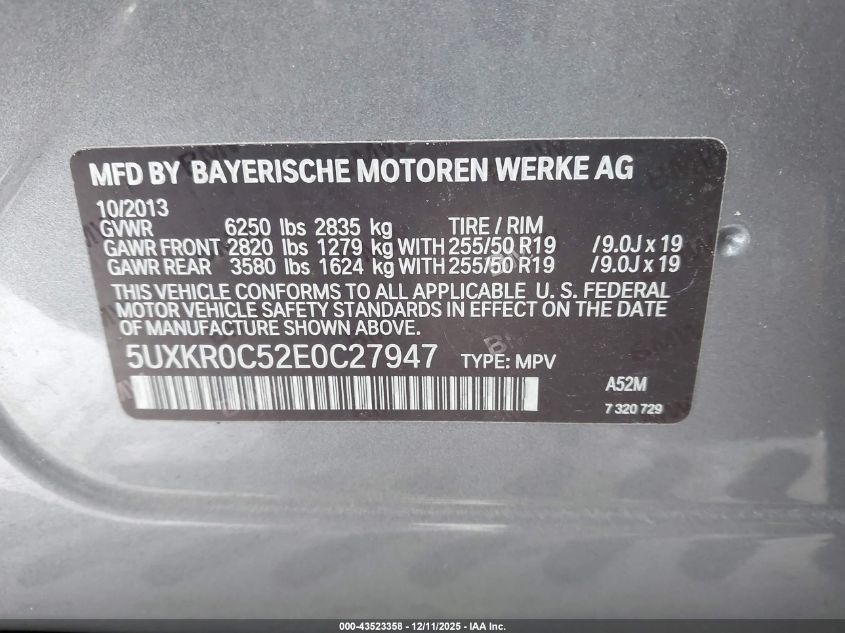 MFD BY BAYERISCHE MOTOREN WERKE AG
10/2013
GVWR 6250 lbs 2835 kg TIRE / RIM
GAWR FRONT 2820 lbs 1279 kg WITH 255/50 R19 /9.0J x 19
GAWR REAR 3580 lbs 1624 kg WITH 255/50 R19 /9.0J x 19
THIS VEHICLE CONFORMS TO ALL APPLICABLE U. S. FEDERAL
MOTOR VEHICLE SAFETY STANDARDS IN EFFECT ON THE DATE
OF MANUFACTURE SHOWN ABOVE.
5UXKR0C52E0C27947 TYPE: MPV
A52M
7 320 729
000-43523358 - 12/11/2025 - IAA Inc.